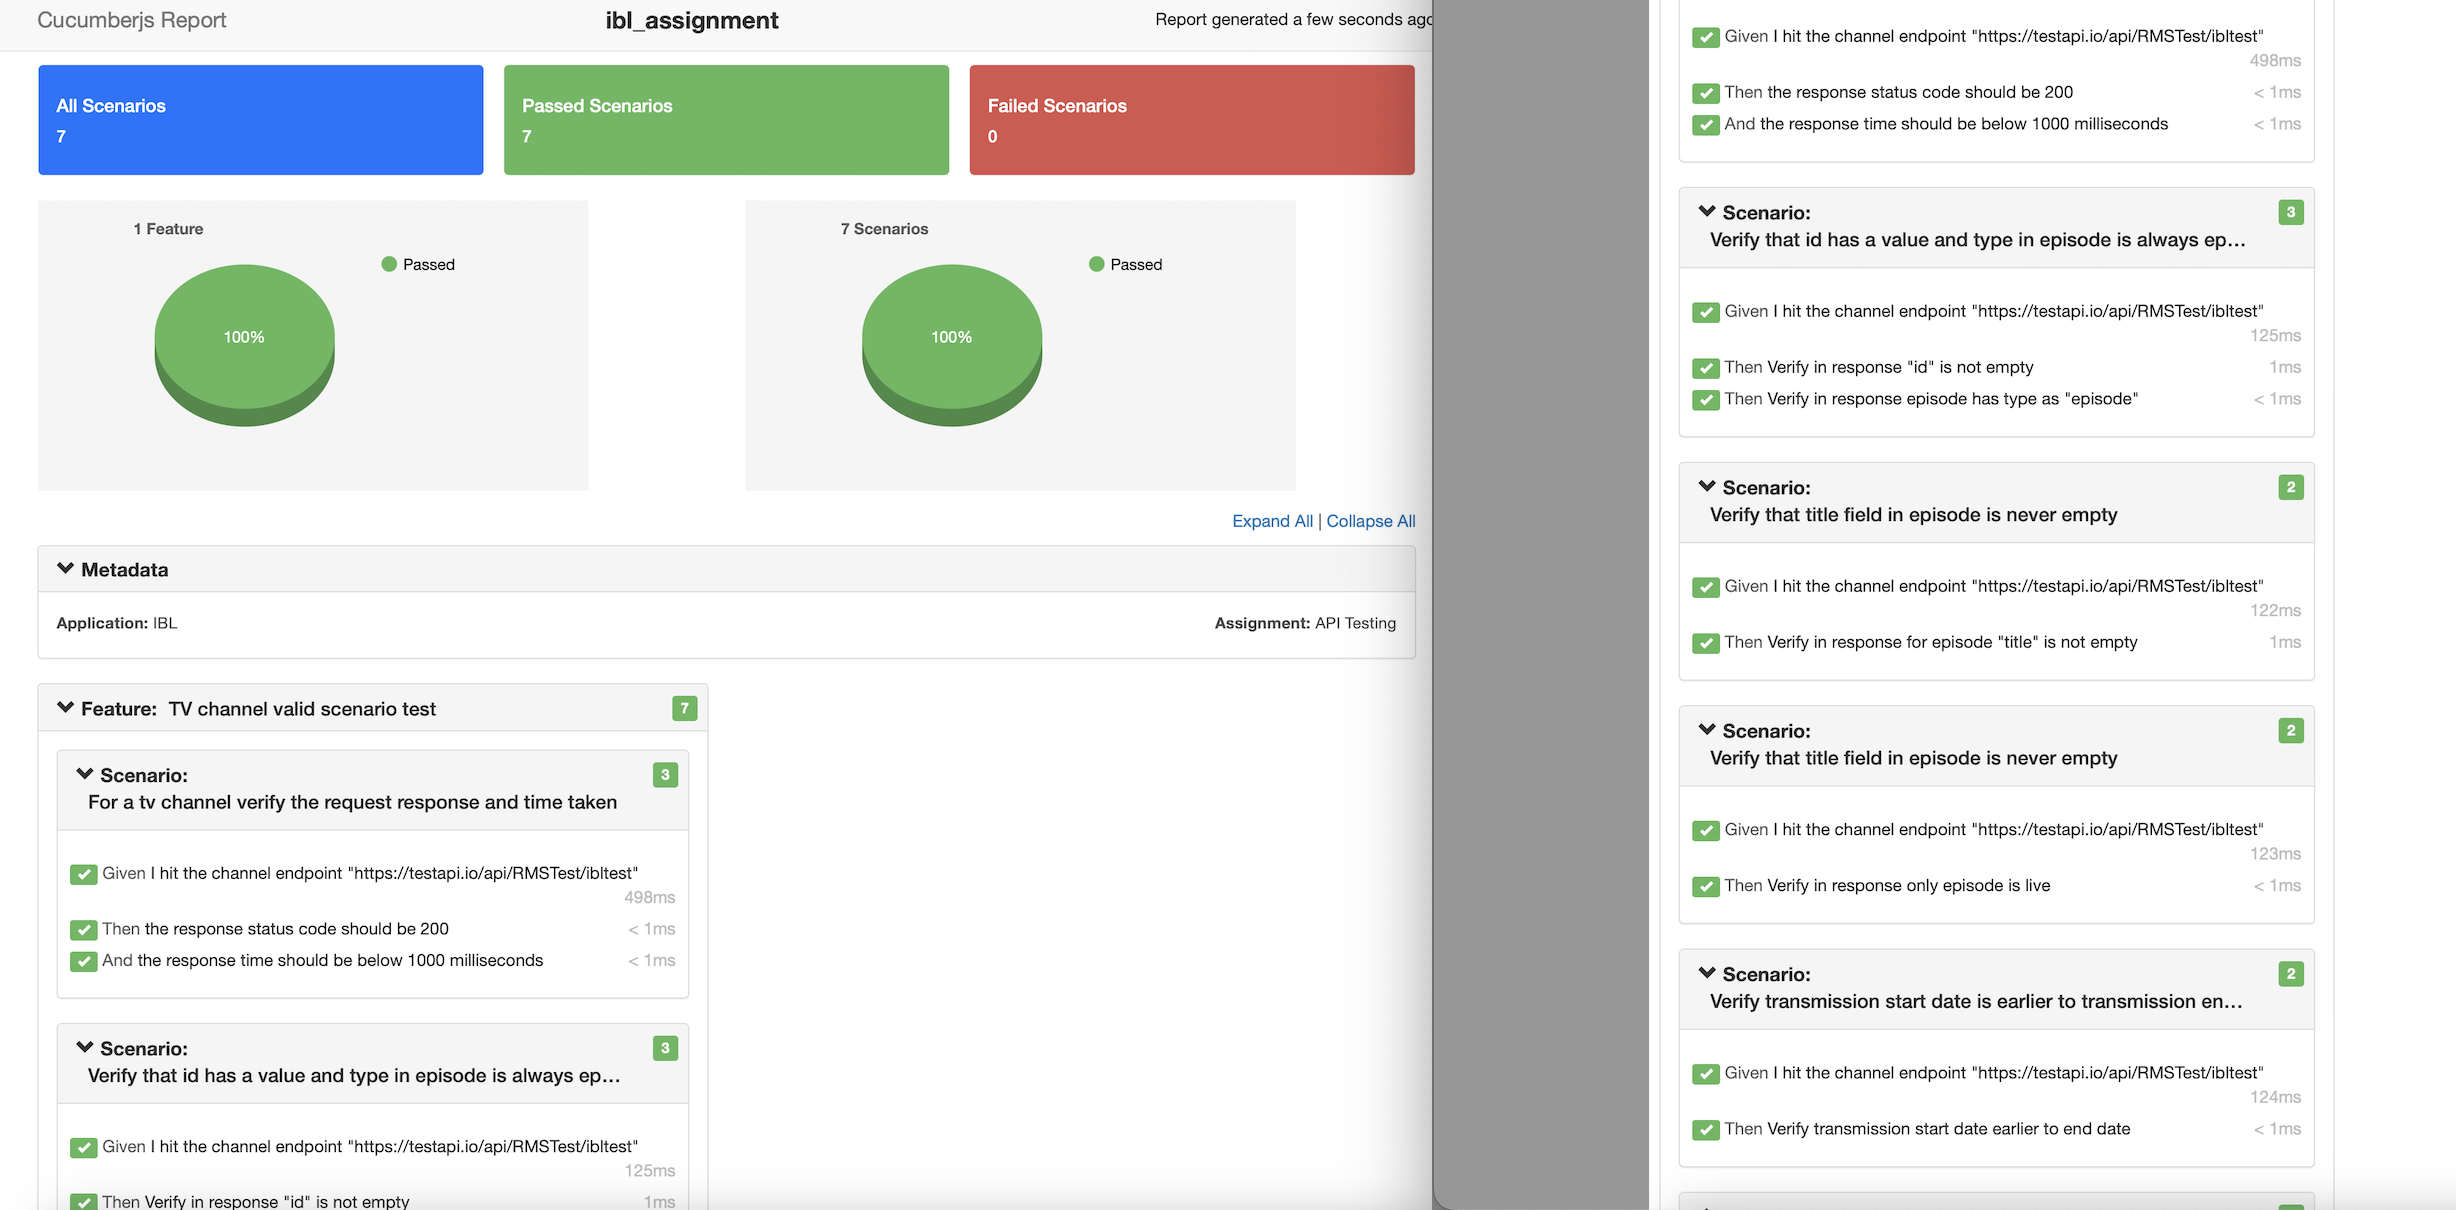 Cucumberjs Report
ibl_assignment
Report generated a few seconds ago
All Scenarios
7
Passed Scenarios
7
Failed Scenarios
0
1 Feature
Passed
100%
7 Scenarios
Passed
100%
Expand All | Collapse All
Metadata
Application: IBL
Assignment: API Testing
Feature: TV channel valid scenario test 7
Scenario: 3
For a tv channel verify the request response and time taken
Given I hit the channel endpoint "https://testapi.io/api/RMSTest/ibltest"
498ms
Then the response status code should be 200 < 1ms
And the response time should be below 1000 milliseconds < 1ms
Scenario: 3
Verify that id has a value and type in episode is always ep...
Given I hit the channel endpoint "https://testapi.io/api/RMSTest/ibltest"
125ms
Then Verify in response "id" is not empty 1ms
Given I hit the channel endpoint "https://testapi.io/api/RMSTest/ibltest"
498ms
Then the response status code should be 200 < 1ms
And the response time should be below 1000 milliseconds < 1ms
Scenario: 3
Verify that id has a value and type in episode is always ep...
Given I hit the channel endpoint "https://testapi.io/api/RMSTest/ibltest"
125ms
Then Verify in response "id" is not empty 1ms
Then Verify in response episode has type as "episode" < 1ms
Scenario: 2
Verify that title field in episode is never empty
Given I hit the channel endpoint "https://testapi.io/api/RMSTest/ibltest"
122ms
Then Verify in response for episode "title" is not empty 1ms
Scenario: 2
Verify that title field in episode is never empty
Given I hit the channel endpoint "https://testapi.io/api/RMSTest/ibltest"
123ms
Then Verify in response only episode is live < 1ms
Scenario: 2
Verify transmission start date is earlier to transmission en...
Given I hit the channel endpoint "https://testapi.io/api/RMSTest/ibltest"
124ms
Then Verify transmission start date earlier to end date < 1ms